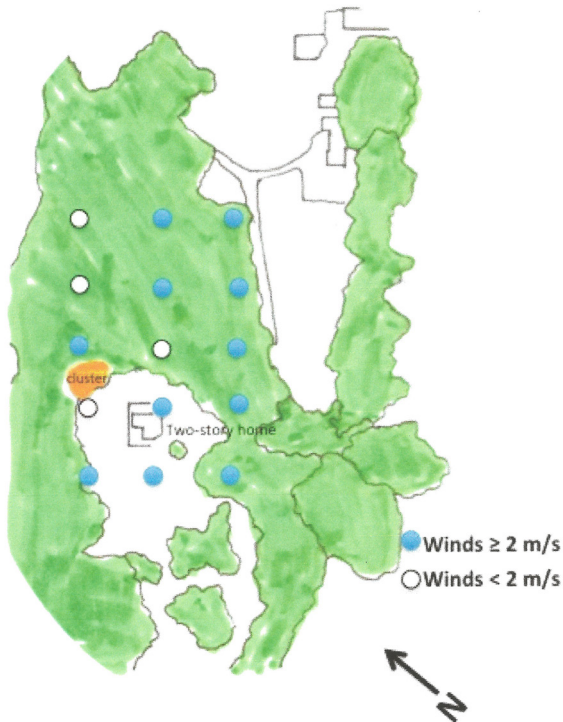 cluster
Two-story home
Winds ≥ 2 m/s
Winds < 2 m/s
N